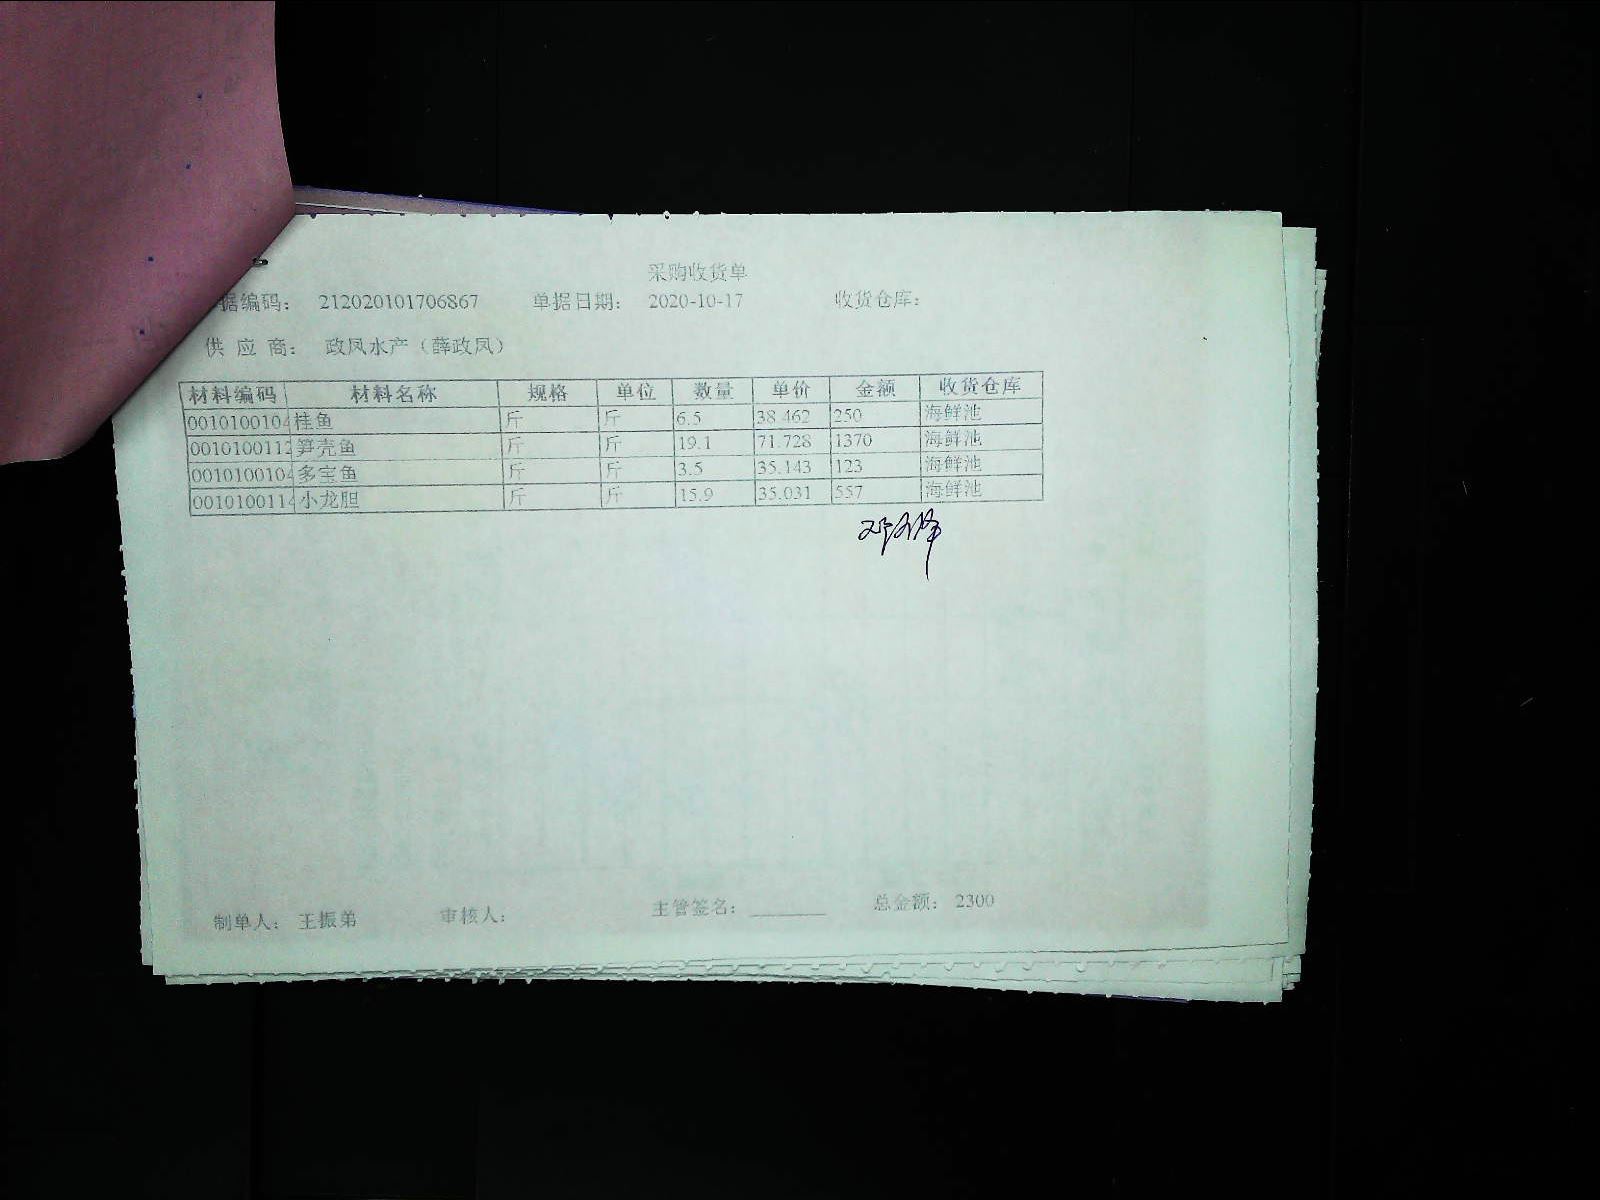 采购收货单
据编码： 212020101706867 单据日期： 2020-10-17 收货仓库：
供 应 商： 政凤水产（薛政凤）
材料编码 材料名称 规格 单位 数量 单价 金额 收货仓库
0010100104 桂鱼 斤 斤 6.5 38.462 250 海鲜池
0010100112 笋壳鱼 斤 斤 19.1 71.728 1370 海鲜池
0010100104 多宝鱼 斤 斤 3.5 35.143 123 海鲜池
0010100114 小龙胆 斤 斤 15.9 35.031 557 海鲜池
制单人： 王振弟 审核人： 主管签名： 总金额： 2300